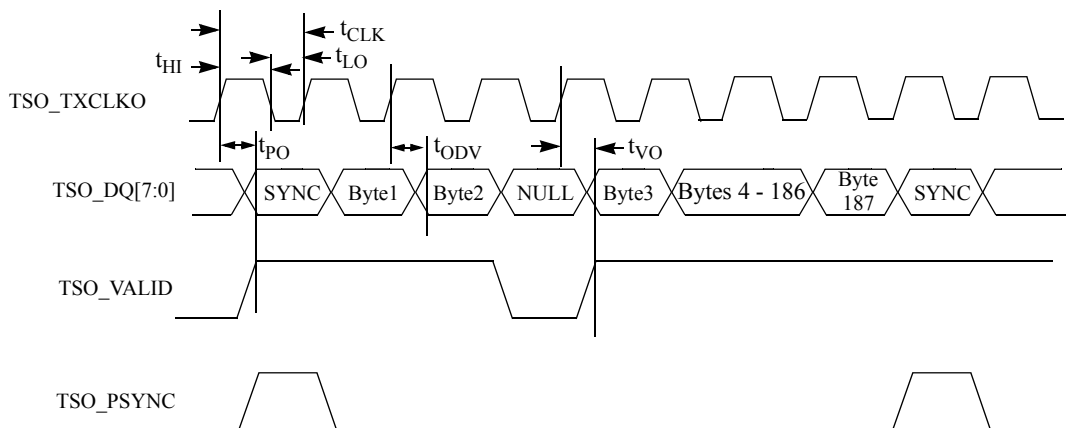 tCLK
tHI
tLO
TSO_TXCLKO
tPO
tODV
tVO
TSO_DQ[7:0]
SYNC
Byte1
Byte2
NULL
Byte3
Bytes 4 - 186
Byte
187
SYNC
TSO_VALID
TSO_PSYNC